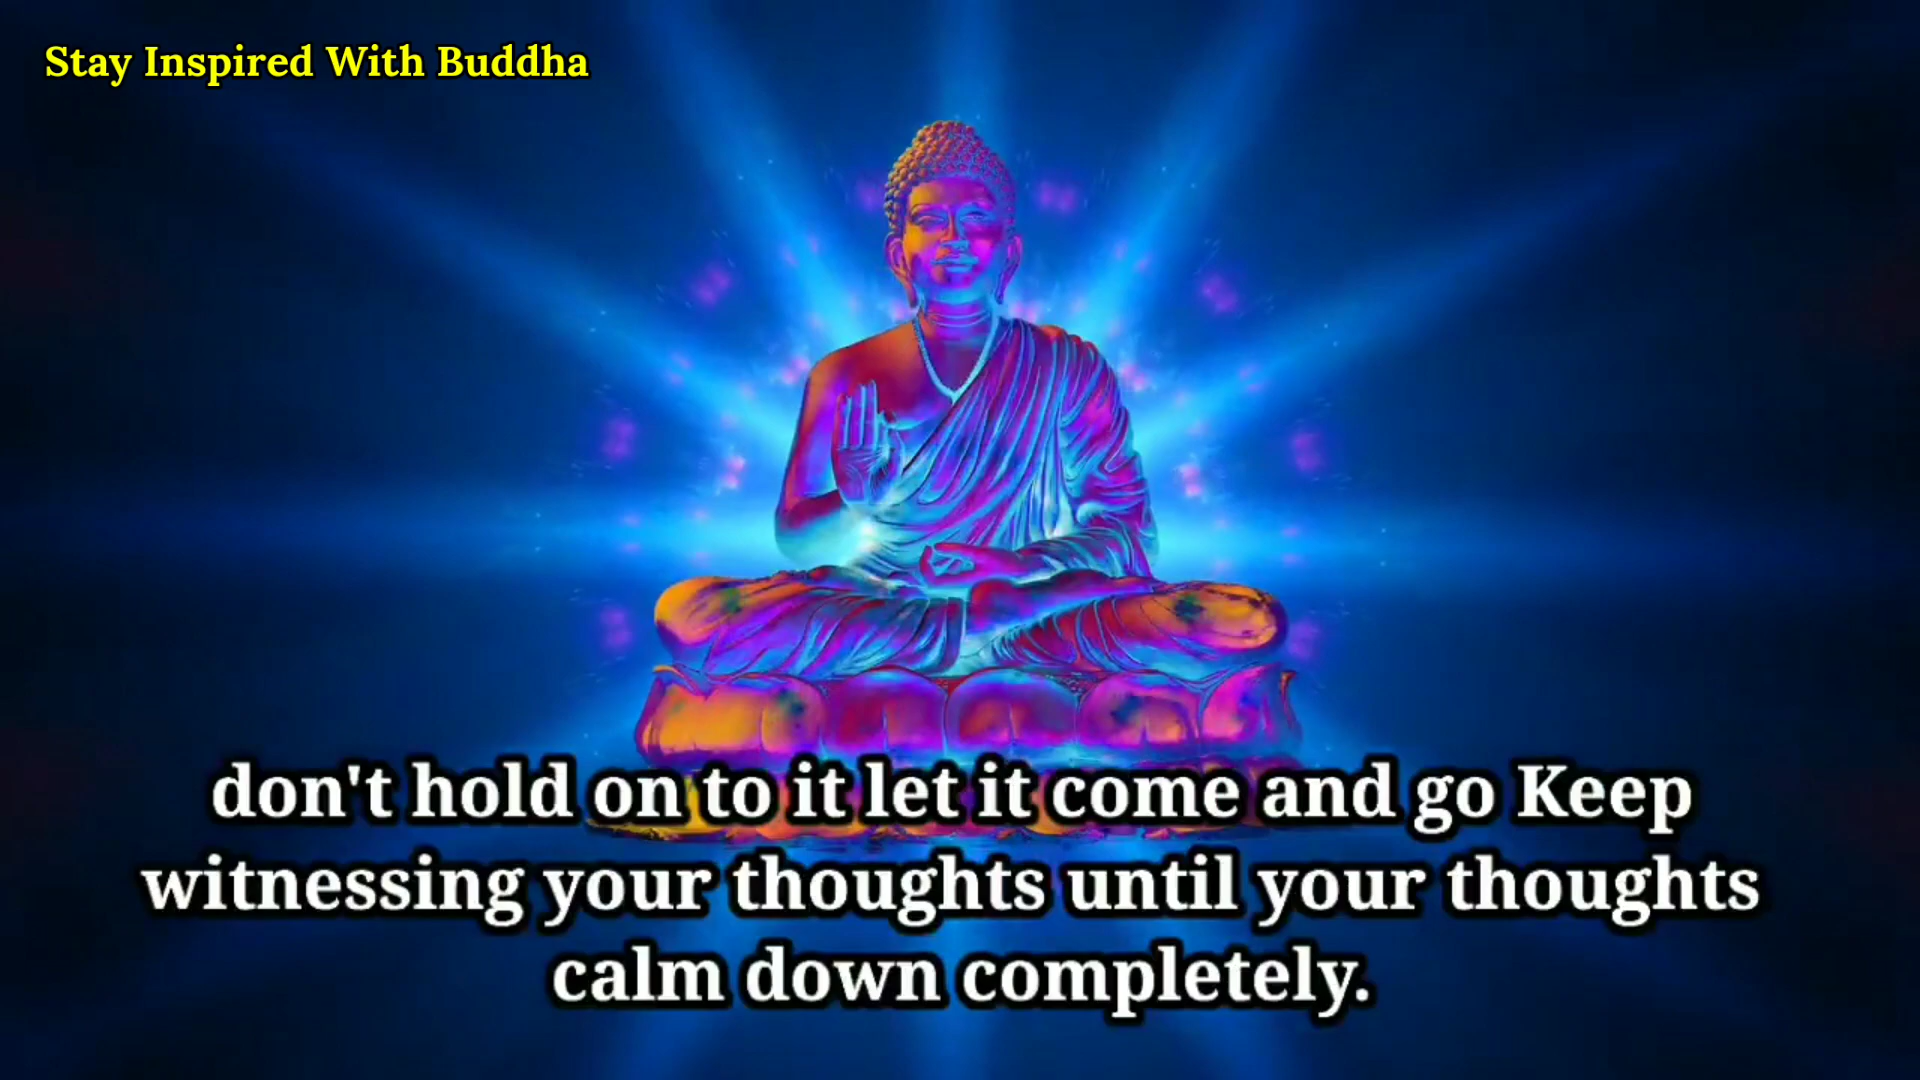 Stay Inspired With Buddha
don't hold on to it let it come and go Keep
witnessing your thoughts until your thoughts
calm down completely.